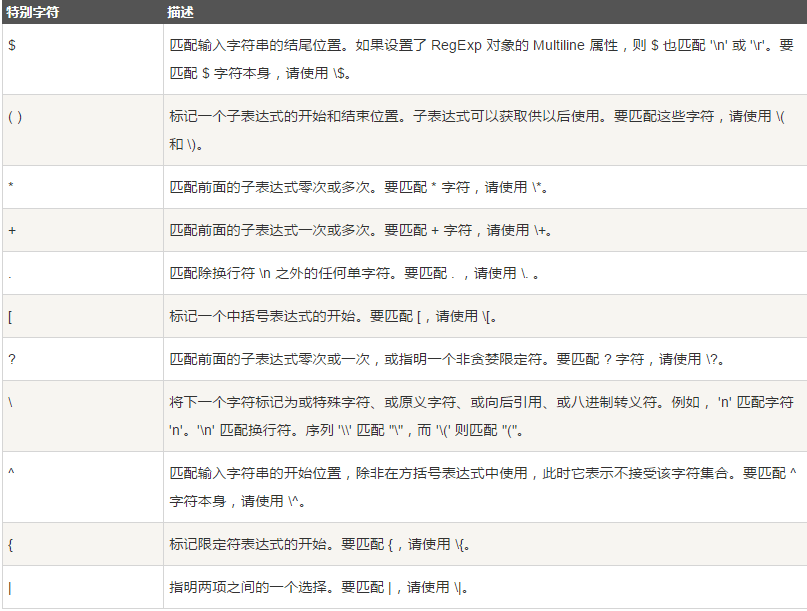 特别字符 描述
$ 匹配输入字符串的结尾位置。如果设置了 RegExp 对象的 Multiline 属性，则 $ 也匹配 '\n' 或 '\r'。要
匹配 $ 字符本身，请使用 \$。
( ) 标记一个子表达式的开始和结束位置。子表达式可以获取供以后使用。要匹配这些字符，请使用 \(
和 \)。
* 匹配前面的子表达式零次或多次。要匹配 * 字符，请使用 \*。
+ 匹配前面的子表达式一次或多次。要匹配 + 字符，请使用 \+。
. 匹配除换行符 \n 之外的任何单字符。要匹配 . ，请使用 \. 。
[ 标记一个中括号表达式的开始。要匹配 [，请使用 \[。
? 匹配前面的子表达式零次或一次，或指明一个非贪婪限定符。要匹配 ? 字符，请使用 \?。
\ 将下一个字符标记为或特殊字符、或原义字符、或向后引用、或八进制转义符。例如， 'n' 匹配字符
'n'。'\n' 匹配换行符。序列 '\\' 匹配 "\"，而 '\(' 则匹配 "("。
^ 匹配输入字符串的开始位置，除非在方括号表达式中使用，此时它表示不接受该字符集合。要匹配 ^
字符本身，请使用 \^。
{ 标记限定符表达式的开始。要匹配 {，请使用 \{。
| 指明两项之间的一个选择。要匹配 |，请使用 \|。